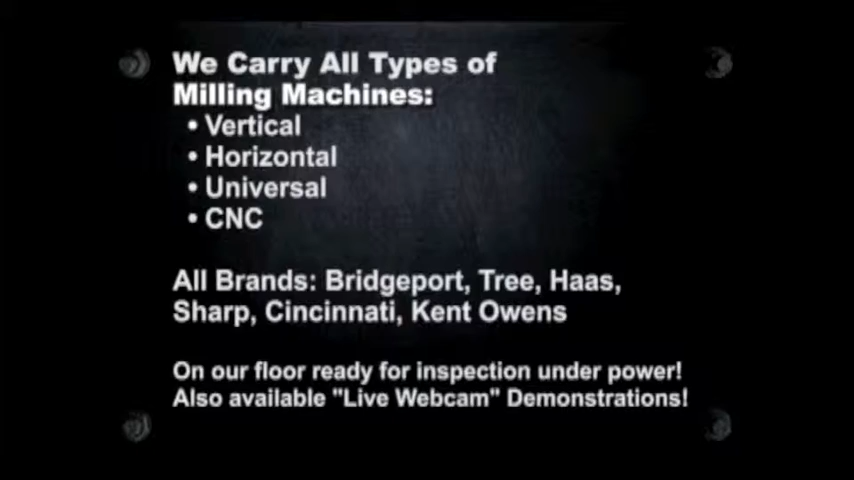 We Carry All Types of
Milling Machines:
• Vertical
• Horizontal
• Universal
• CNC
All Brands: Bridgeport, Tree, Haas,
Sharp, Cincinnati, Kent Owens
On our floor ready for inspection under power!
Also available "Live Webcam" Demonstrations!